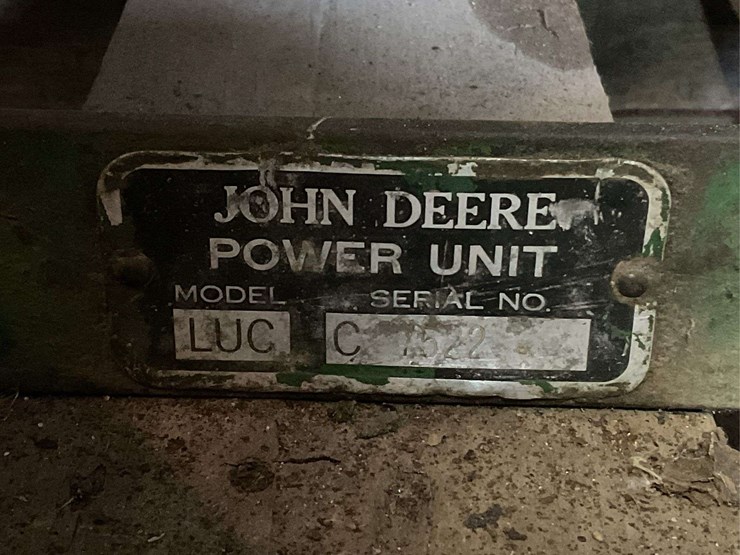 JOHN DEERE
POWER UNIT
MODEL SERIAL NO.
LUC C